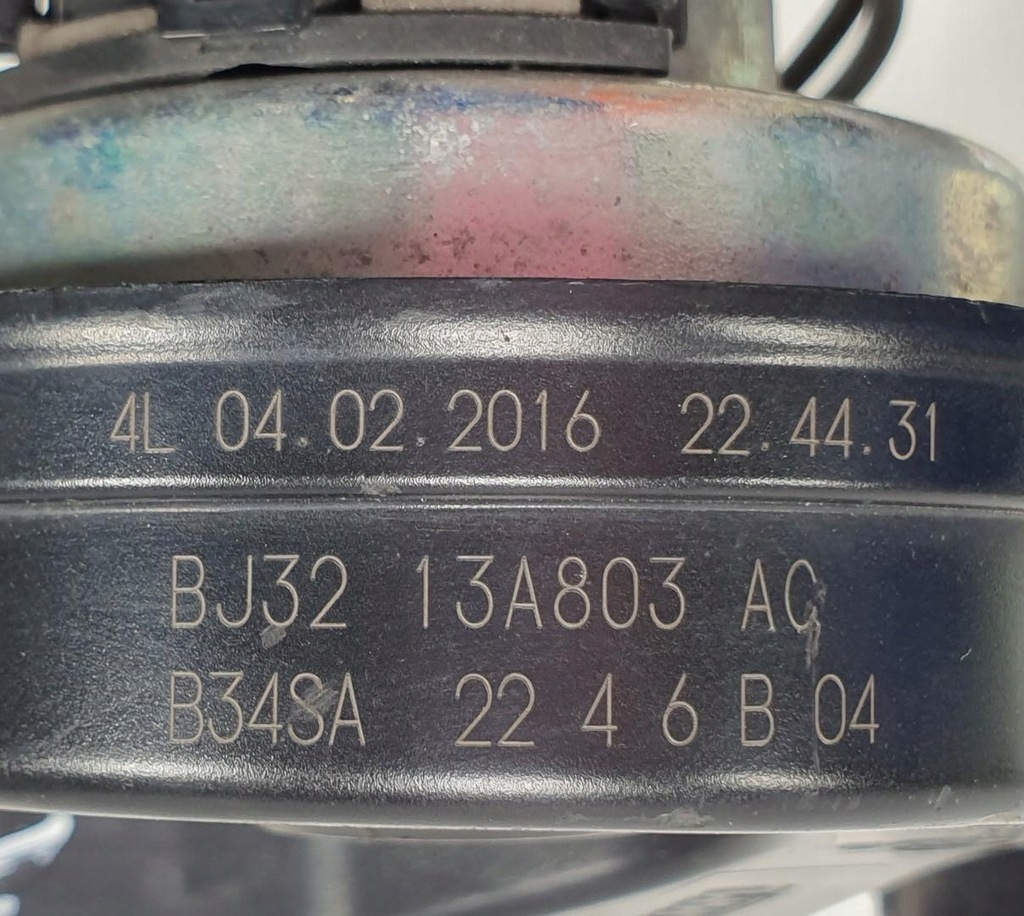 4L 04.02.2016 22.44.31
BJ32 13A803 AC
B34SA 22 4 6 B 04